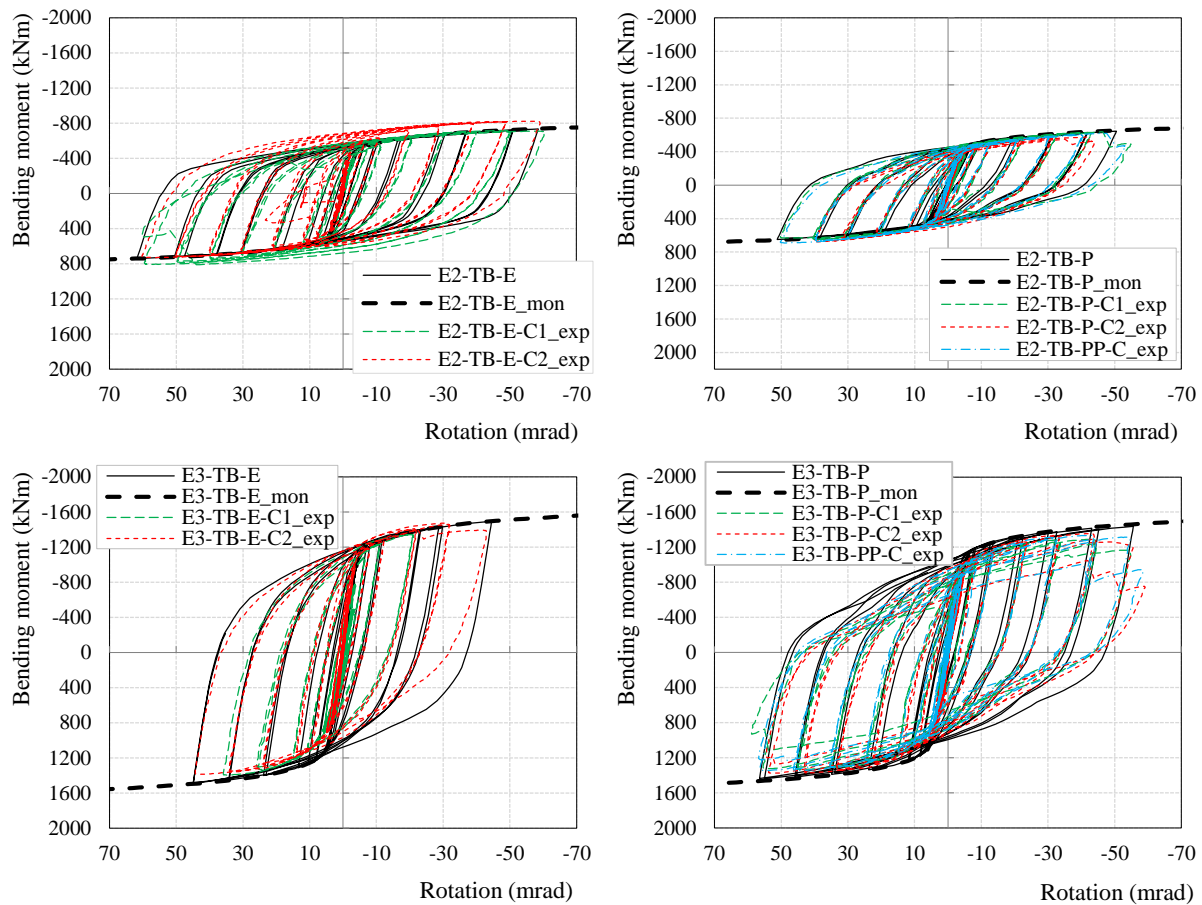 -2000
-1600
-1200
-800
-400
0
400
800
1200
1600
2000
Bending moment (kNm)
E2-TB-E
E2-TB-E_mon
E2-TB-E-C1_exp
E2-TB-E-C2_exp
70 50 30 10 -10 -30 -50 -70
Rotation (mrad)
-2000
-1600
-1200
-800
-400
0
400
800
1200
1600
2000
Bending moment (kNm)
E2-TB-P
E2-TB-P_mon
E2-TB-P-C1_exp
E2-TB-P-C2_exp
E2-TB-PP-C_exp
70 50 30 10 -10 -30 -50 -70
Rotation (mrad)
-2000
-1600
-1200
-800
-400
0
400
800
1200
1600
2000
Bending moment (kNm)
E3-TB-E
E3-TB-E_mon
E3-TB-E-C1_exp
E3-TB-E-C2_exp
70 50 30 10 -10 -30 -50 -70
Rotation (mrad)
-2000
-1600
-1200
-800
-400
0
400
800
1200
1600
2000
Bending moment (kNm)
E3-TB-P
E3-TB-P_mon
E3-TB-P-C1_exp
E3-TB-P-C2_exp
E3-TB-PP-C_exp
70 50 30 10 -10 -30 -50 -70
Rotation (mrad)